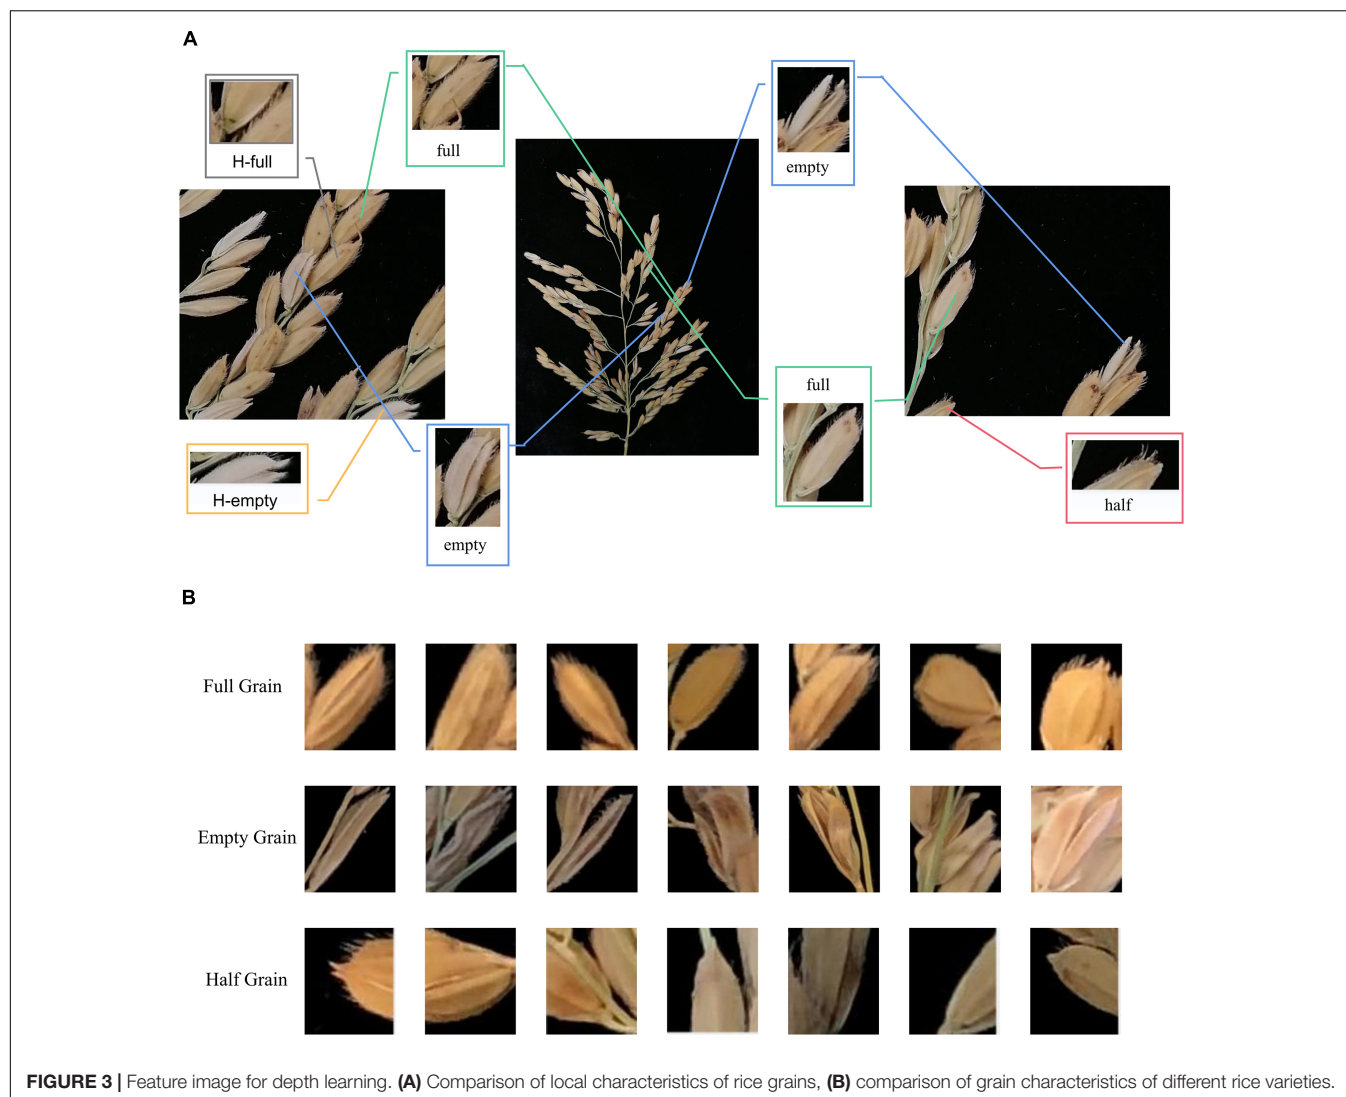 A
H-full
full
empty
full
H-empty
empty
half
B
Full Grain
Empty Grain
Half Grain
FIGURE 3 | Feature image for depth learning. (A) Comparison of local characteristics of rice grains, (B) comparison of grain characteristics of different rice varieties.